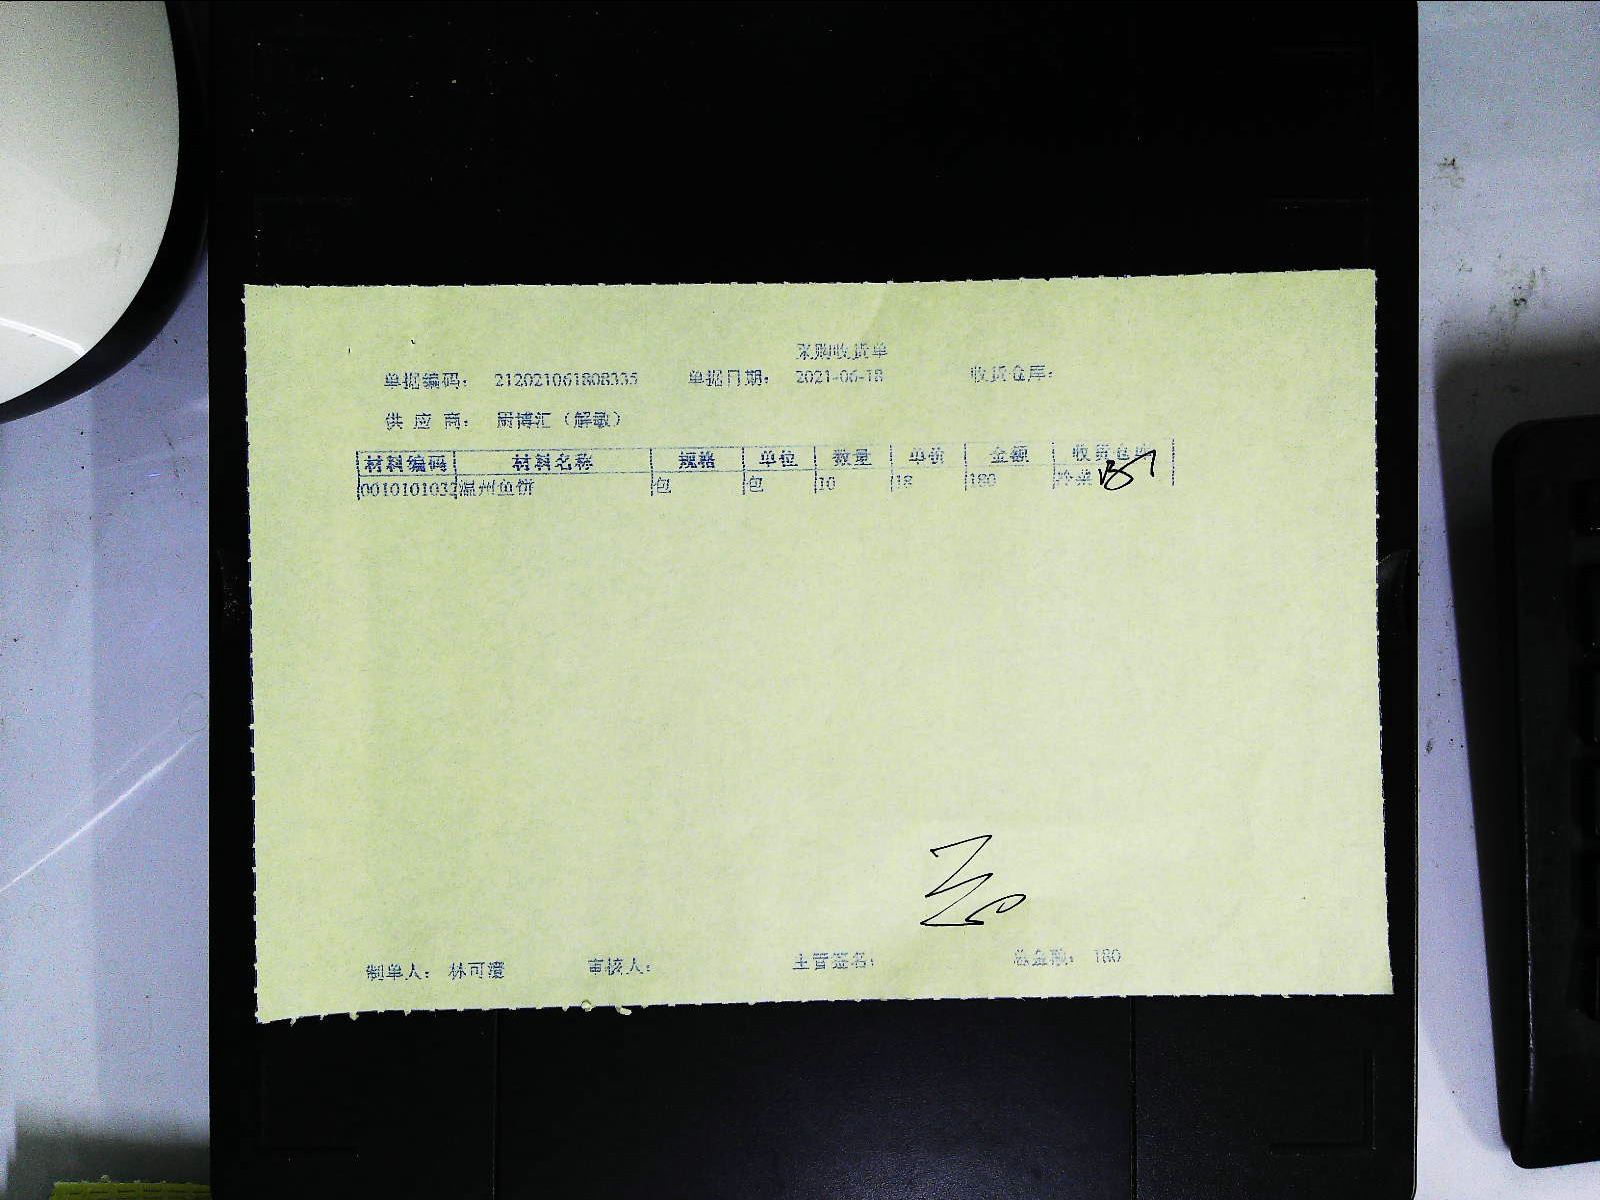 采购收货单
单据编码： 212021061808335 单据日期： 2021-06-18 收货仓库：
供 应 商： 厨博汇（解敏）
材料编码 材料名称 规格 单位 数量 单价 金额 收货仓库
0010101032 温州鱼饼 包 包 10 18 180 冷菜
制单人： 林可 审核人： 主管签名： 总金额： 180